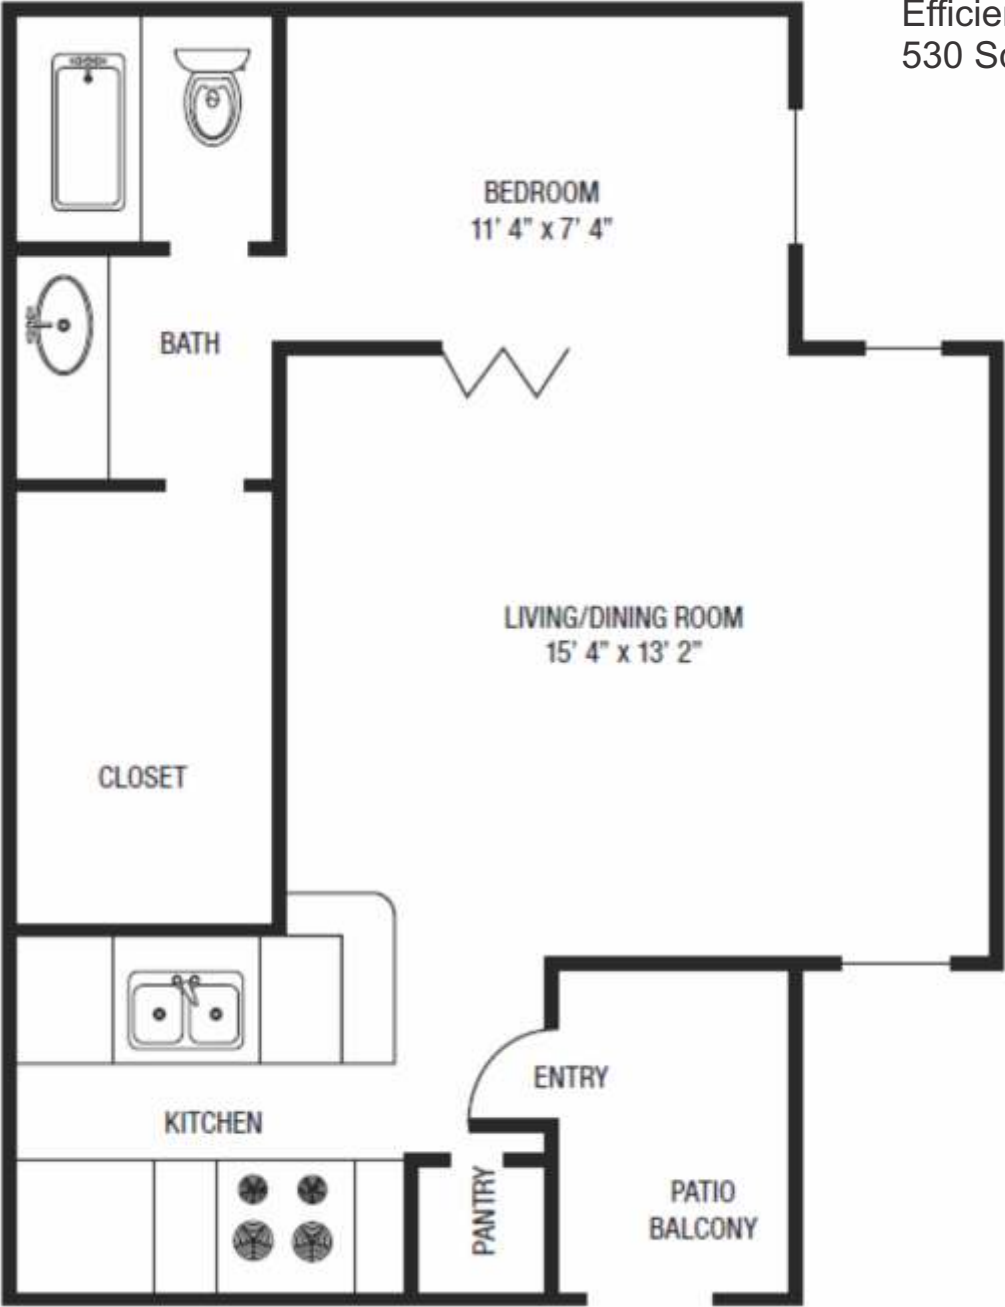 530
BEDROOM
11’ 4” x 7’ 4”
BATH
LIVING/DINING ROOM
15’ 4” x 13’ 2”
CLOSET
ENTRY
KITCHEN
PANTRY
PATIO
BALCONY